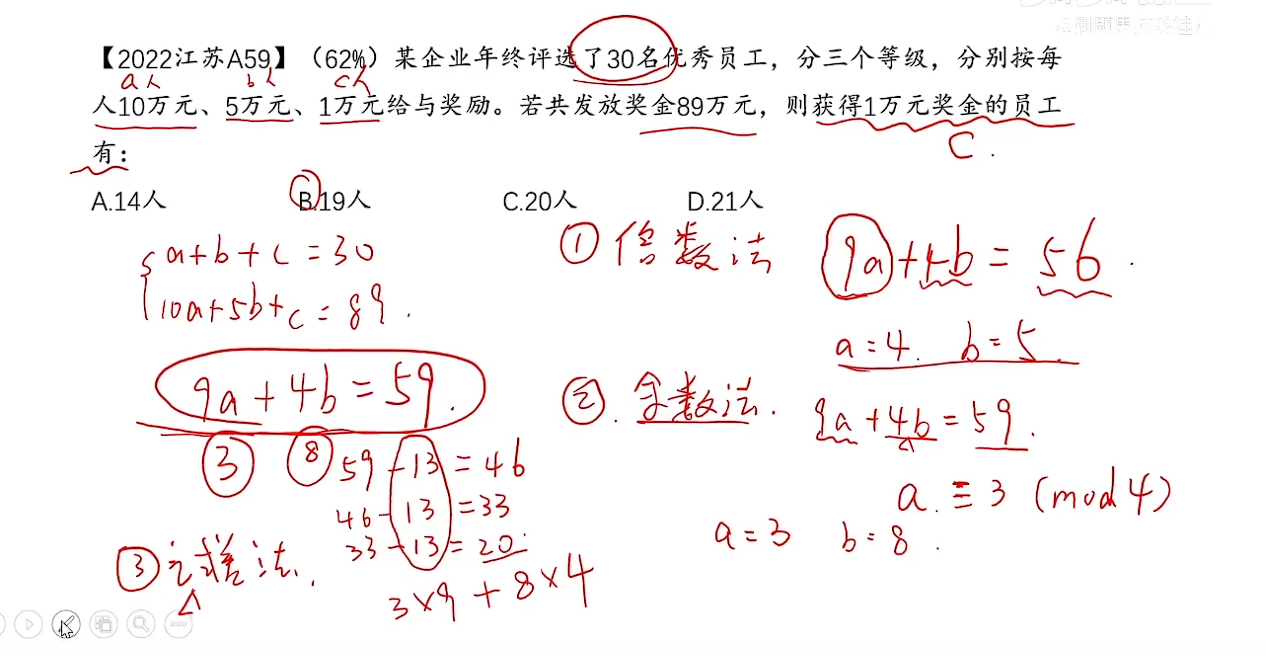 【2022江苏A59】（62%）某企业年终评选了30名优秀员工，分三个等级，分别按每
a人 b人 c人
人10万元、5万元、1万元给与奖励。若共发放奖金89万元，则获得1万元奖金的员工
C.
有：
A.14人 B.19人 C.20人 D.21人
a+b+c=30
10a+5b+c=89.
9a+4b=59.
③ ⑧
59-13=46
46-13=33
33-13=20.
3×9+8×4
① 倍数法 9a+4b=56.
a=4. b=5.
②. 余数法. 9a+4b=59.
a.≡3 (mod 4)
a=3 b=8.
③ 法.